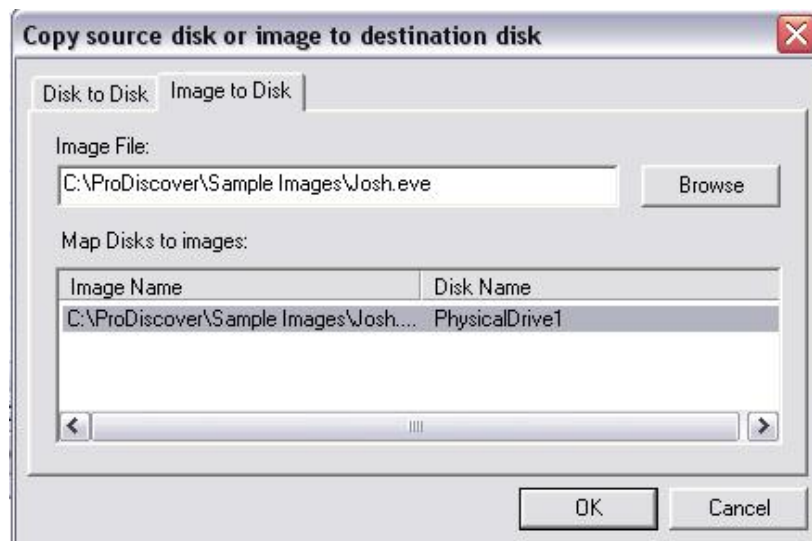 Copy source disk or image to destination disk
Disk to Disk
Image to Disk
Image File:
C:\ProDiscover\Sample Images\Josh.eve
Browse
Map Disks to images:
Image Name
Disk Name
C:\ProDiscover\Sample Images\Josh....
PhysicalDrive1
OK
Cancel